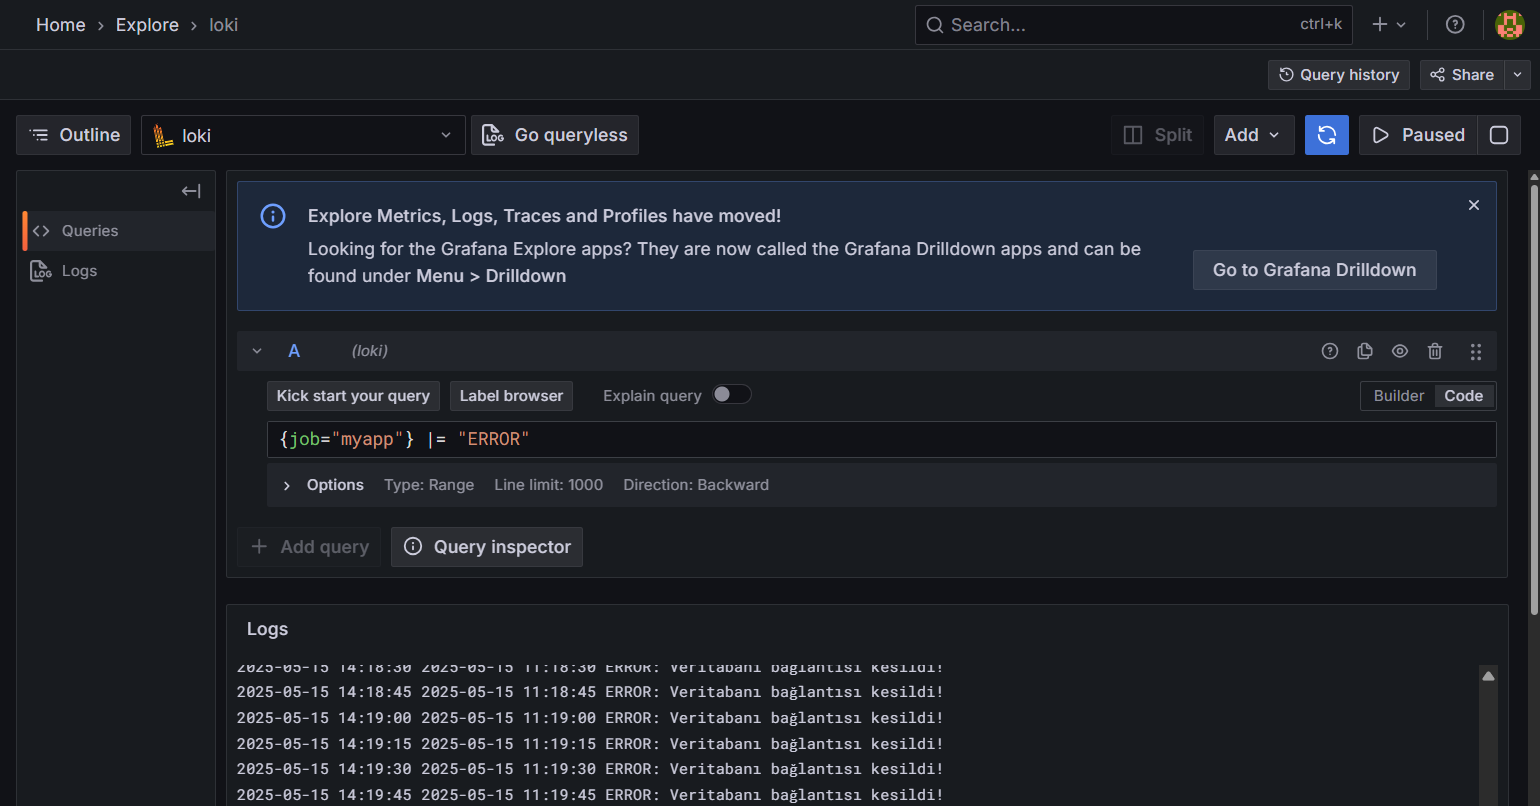 Home › Explore › loki
Search... ctrl+k
Query history
Share
Outline
loki
Go queryless
Split
Add
Paused
Queries
Logs
Explore Metrics, Logs, Traces and Profiles have moved!
Looking for the Grafana Explore apps? They are now called the Grafana Drilldown apps and can be
found under Menu > Drilldown
Go to Grafana Drilldown
A (loki)
Kick start your query
Label browser
Explain query
Builder
Code
{job="myapp"} |= "ERROR"
Options Type: Range Line limit: 1000 Direction: Backward
+ Add query
Query inspector
Logs
2025-05-15 14:18:30 2025-05-15 11:18:30 ERROR: Veritabanı bağlantısı kesildi!
2025-05-15 14:18:45 2025-05-15 11:18:45 ERROR: Veritabanı bağlantısı kesildi!
2025-05-15 14:19:00 2025-05-15 11:19:00 ERROR: Veritabanı bağlantısı kesildi!
2025-05-15 14:19:15 2025-05-15 11:19:15 ERROR: Veritabanı bağlantısı kesildi!
2025-05-15 14:19:30 2025-05-15 11:19:30 ERROR: Veritabanı bağlantısı kesildi!
2025-05-15 14:19:45 2025-05-15 11:19:45 ERROR: Veritabanı bağlantısı kesildi!